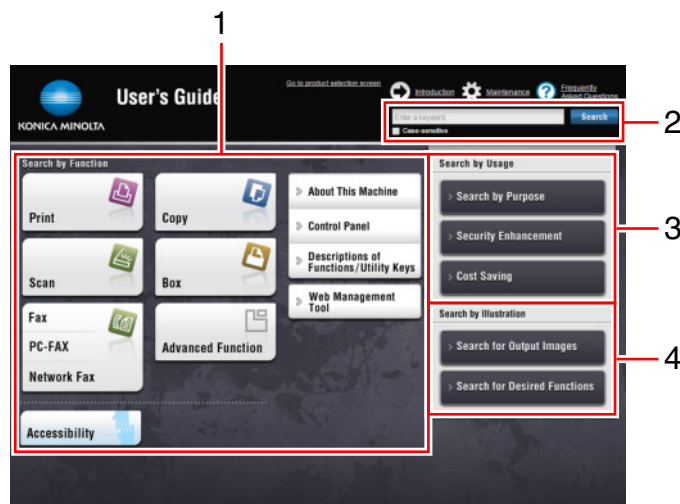 1
User's Guide
KONICA MINOLTA
Go to product selection screen
Introduction
Maintenance
Frequently
Asked Questions
Enter a keyword
Search
Case-sensitive
2
Search by Function
Print
Copy
Scan
Box
Fax
PC-FAX
Network Fax
Advanced Function
Accessibility
About This Machine
Control Panel
Descriptions of
Functions/Utility Keys
Web Management
Tool
Search by Usage
Search by Purpose
Security Enhancement
Cost Saving
3
Search by Illustration
Search for Output Images
Search for Desired Functions
4